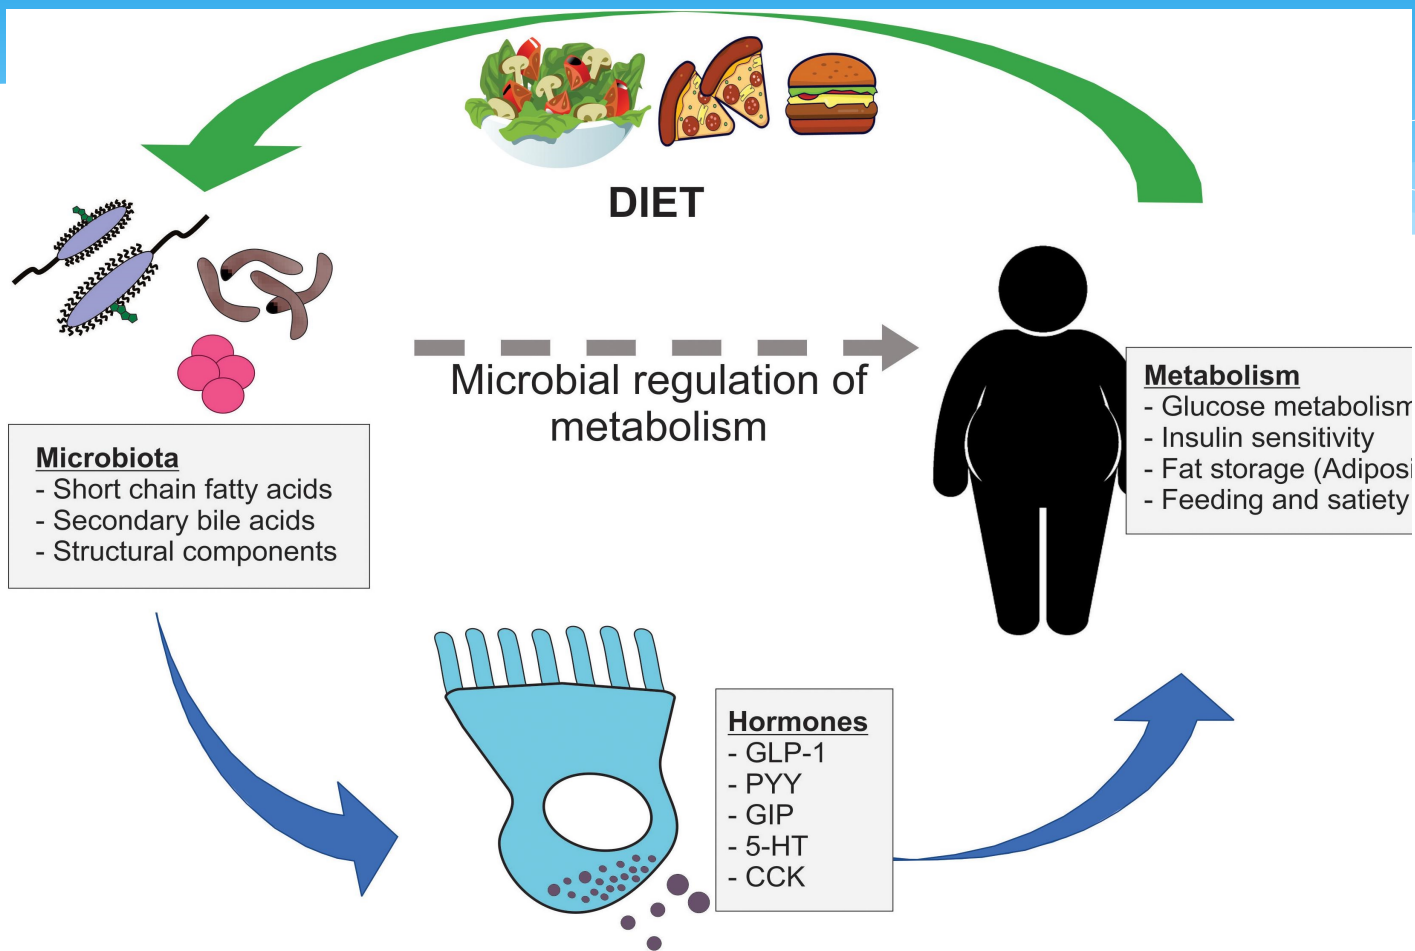 DIET
Microbial regulation of
metabolism
Microbiota
- Short chain fatty acids
- Secondary bile acids
- Structural components
Metabolism
- Glucose metabolism
- Insulin sensitivity
- Fat storage (Adiposi
- Feeding and satiety
Hormones
- GLP-1
- PYY
- GIP
- 5-HT
- CCK